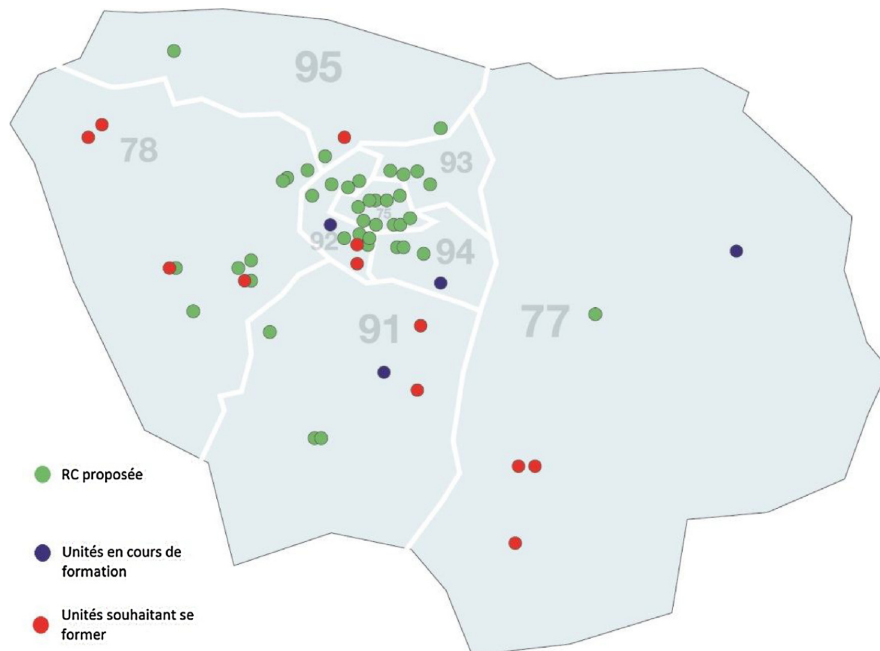 95
78
93
75
92
94
91
77
RC proposée
Unités en cours de
formation
Unités souhaitant se
former